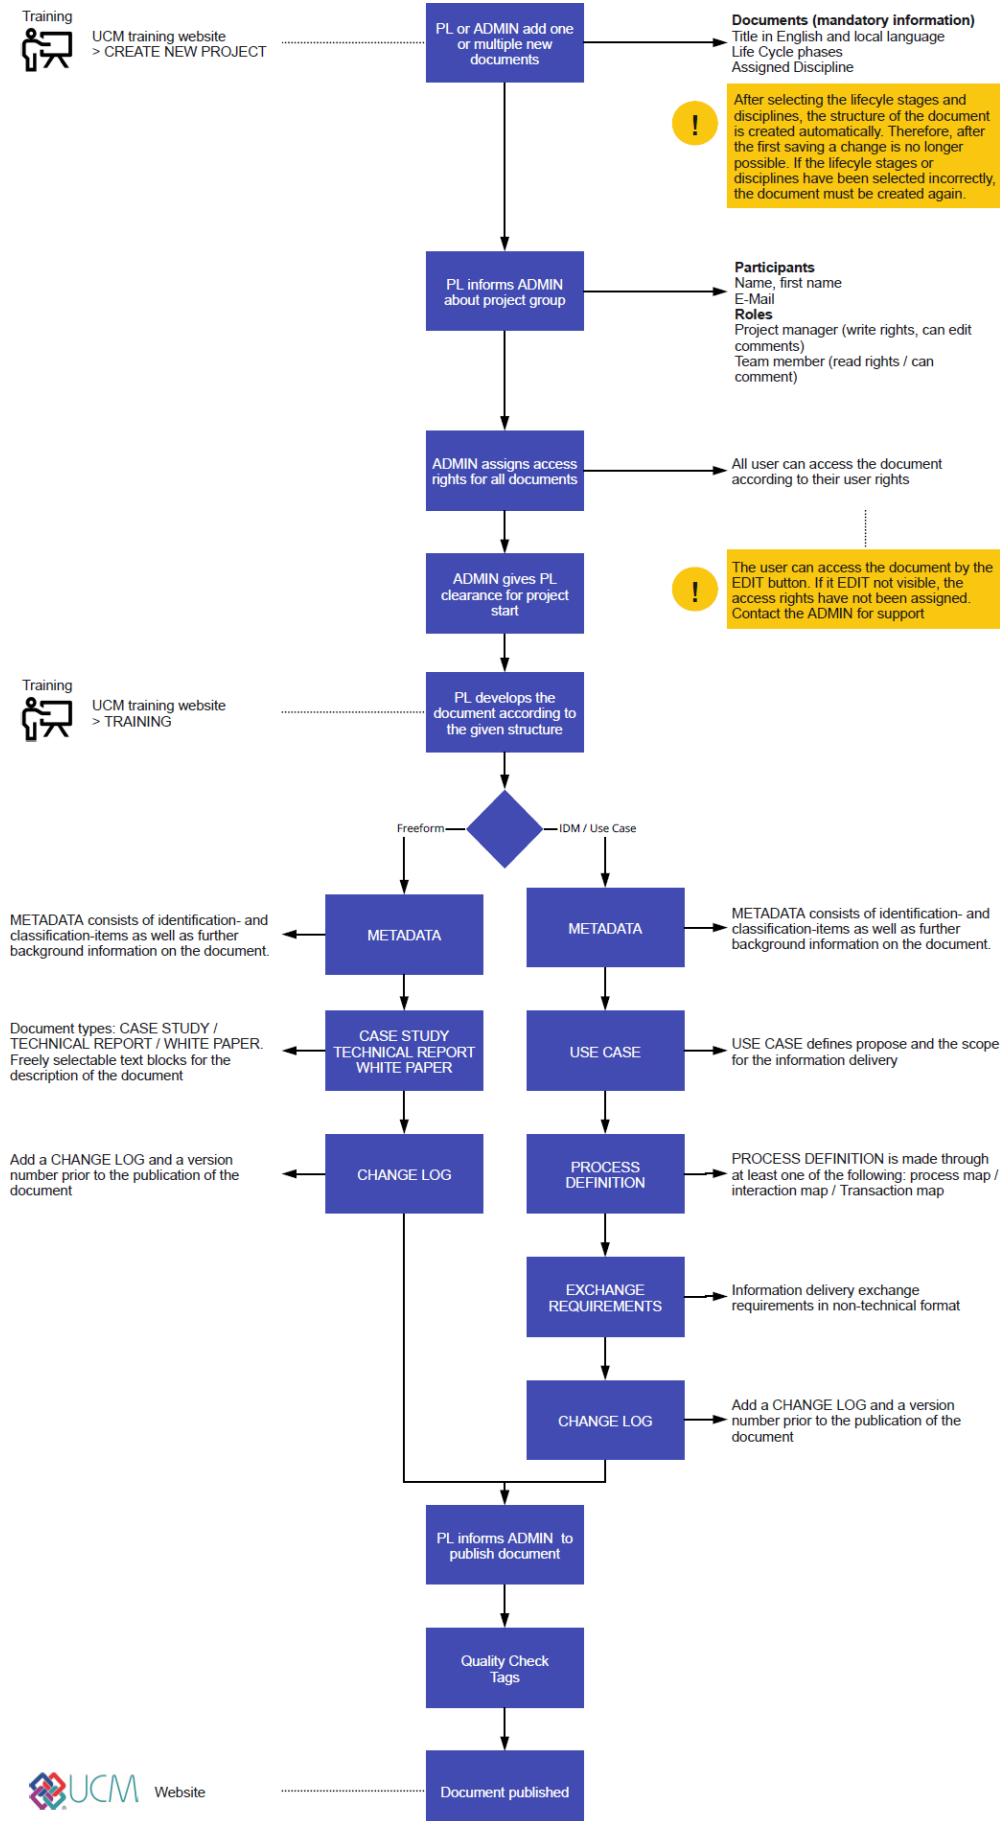 Training
UCM training website
> CREATE NEW PROJECT
PL or ADMIN add one
or multiple new
documents
Documents (mandatory information)
Title in English and local language
Life Cycle phases
Assigned Discipline
!
After selecting the lifecyle stages and
disciplines, the structure of the document
is created automatically. Therefore, after
the first saving a change is no longer
possible. If the lifecycle stages or
disciplines have been selected incorrectly,
the document must be created again.
PL informs ADMIN
about project group
Participants
Name, first name
E-Mail
Roles
Project manager (write rights, can edit
comments)
Team member (read rights / can
comment)
ADMIN assigns access
rights for all documents
All user can access the document
according to their user rights
ADMIN gives PL
clearance for project
start
!
The user can access the document by the
EDIT button. If it EDIT not visible, the
access rights have not been assigned.
Contact the ADMIN for support
Training
UCM training website
> TRAINING
PL develops the
document according to
the given structure
Freeform
IDM / Use Case
METADATA consists of identification- and
classification-items as well as further
background information on the document.
METADATA
METADATA
METADATA consists of identification- and
classification-items as well as further
background information on the document.
Document types: CASE STUDY /
TECHNICAL REPORT / WHITE PAPER.
Freely selectable text blocks for the
description of the document
CASE STUDY
TECHNICAL REPORT
WHITE PAPER
USE CASE
USE CASE defines propose and the scope
for the information delivery
Add a CHANGE LOG and a version
number prior to the publication of the
document
CHANGE LOG
PROCESS
DEFINITION
PROCESS DEFINITION is made through
at least one of the following: process map /
interaction map / Transaction map
EXCHANGE
REQUIREMENTS
Information delivery exchange
requirements in non-technical format
CHANGE LOG
Add a CHANGE LOG and a version
number prior to the publication of the
document
PL informs ADMIN to
publish document
Quality Check
Tags
UCM
Website
Document published